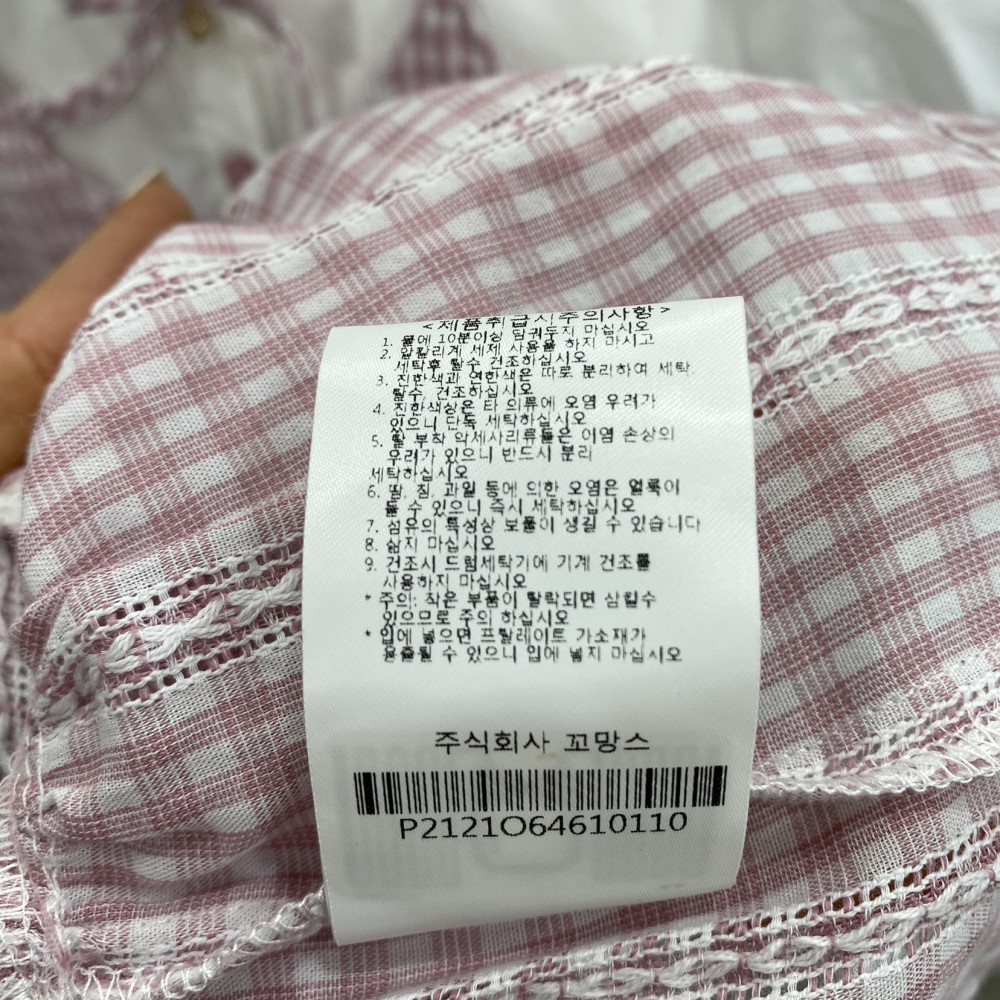 <제품취급시주의사항>
1. 물에 10분이상 담궈두지 마십시오
2. 알칼리계 세제 사용을 하지 마시고
세탁후 탈수 건조하십시오
3. 진한색과 연한색은 따로 분리하여 세탁.
탈수 건조하십시오
4. 진한색상은 타 의류에 오염 우려가
있으니 단독 세탁하십시오
5. 탈 부착 악세사리류들은 이염 손상의
우려가 있으니 반드시 분리
세탁하십시오
6. 땀, 침, 과일 등에 의한 오염은 얼룩이
될 수 있으니 즉시 세탁하십시오
7. 섬유의 특성상 보풀이 생길 수 있습니다
8. 삶지 마십시오
9. 건조시 드럼세탁기에 기계 건조를
사용하지 마십시오
* 주의: 작은 부품이 탈락되면 삼킬수
있으므로 주의 하십시오
* 입에 넣으면 프탈레이트 가소재가
용출될 수 있으니 입에 넣지 마십시오
주식회사 꼬망스
P2121O64610110